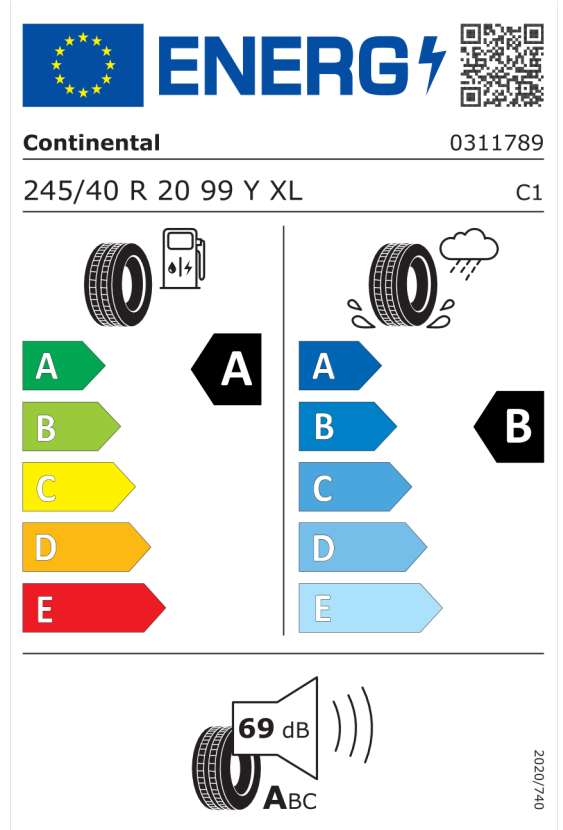 ENERG
Continental 0311789
245/40 R 20 99 Y XL C1
A A A
B B B
C C
D D
E E
69 dB
ABC
2020/740